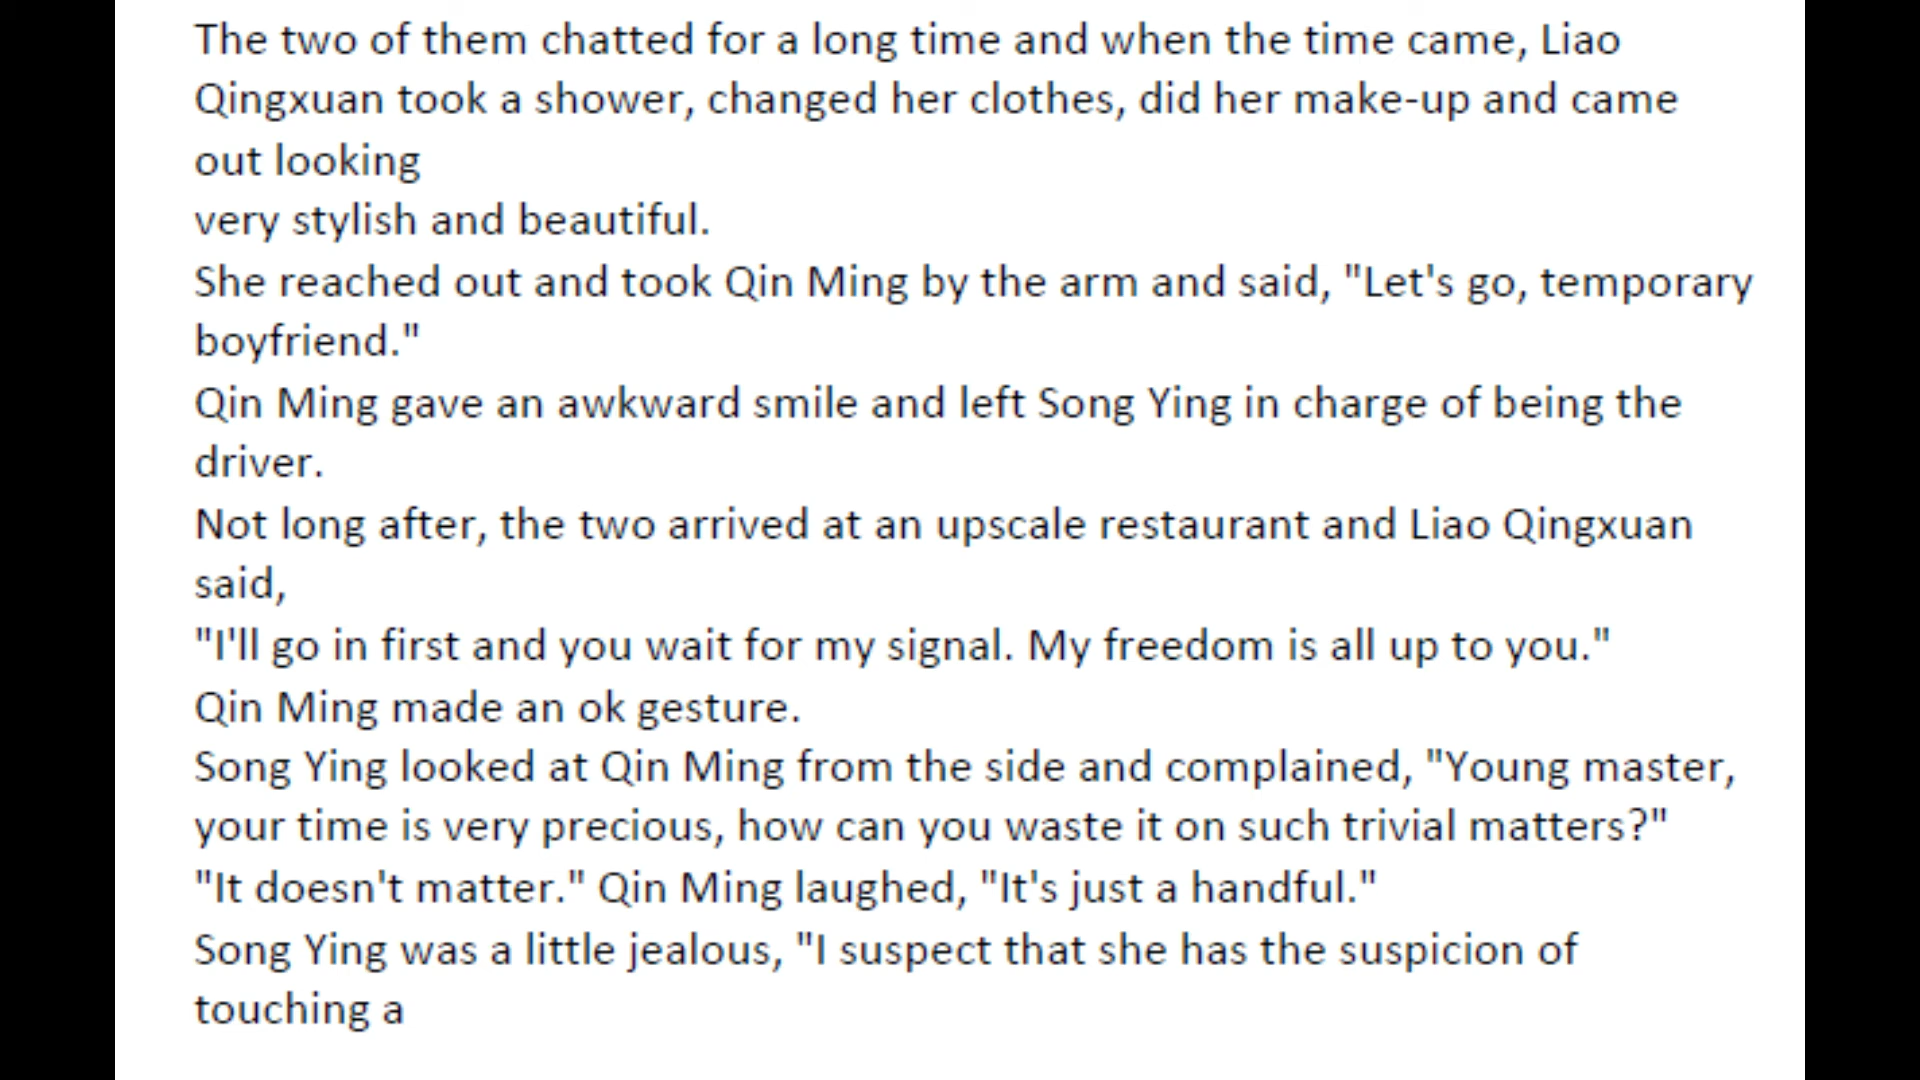 The two of them chatted for a long time and when the time came, Liao
Qingxuan took a shower, changed her clothes, did her make-up and came
out looking
very stylish and beautiful.
She reached out and took Qin Ming by the arm and said, "Let's go, temporary
boyfriend."
Qin Ming gave an awkward smile and left Song Ying in charge of being the
driver.
Not long after, the two arrived at an upscale restaurant and Liao Qingxuan
said,
"I'll go in first and you wait for my signal. My freedom is all up to you."
Qin Ming made an ok gesture.
Song Ying looked at Qin Ming from the side and complained, "Young master,
your time is very precious, how can you waste it on such trivial matters?"
"It doesn't matter." Qin Ming laughed, "It's just a handful."
Song Ying was a little jealous, "I suspect that she has the suspicion of
touching a